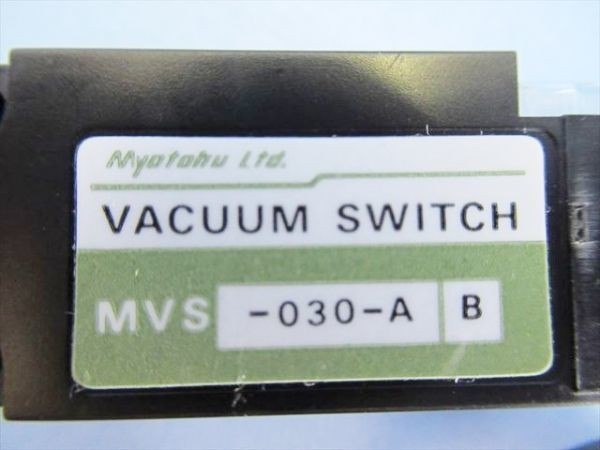 Myotoku Ltd.
VACUUM SWITCH
MVS -030-A B